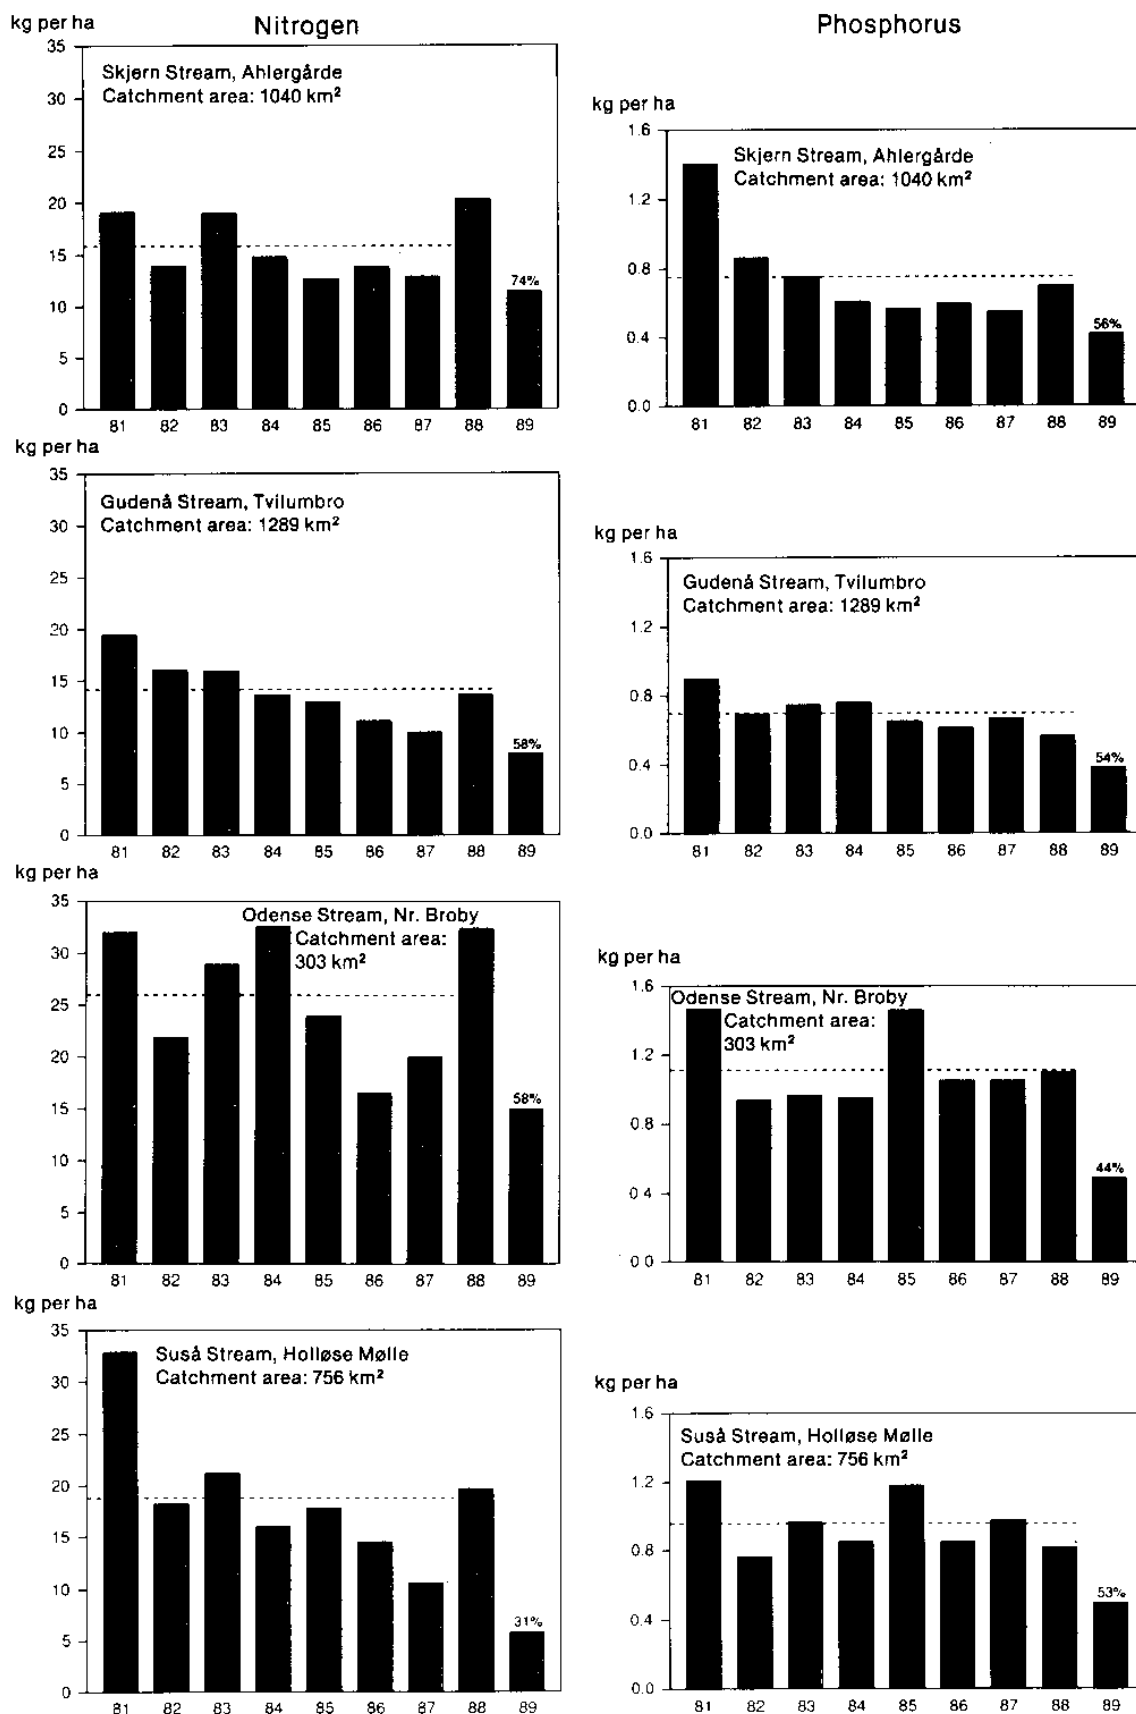 Nitrogen
Phosphorus
kg per ha
35
30
25
20
15
10
5
0
Skjern Stream, Ahlergårde
Catchment area: 1040 km²
74%
81 82 83 84 85 86 87 88 89
kg per ha
1.6
1.2
0.8
0.4
0.0
Skjern Stream, Ahlergårde
Catchment area: 1040 km²
56%
81 82 83 84 85 86 87 88 89
kg per ha
35
30
25
20
15
10
5
0
Gudenå Stream, Tvilumbro
Catchment area: 1289 km²
58%
81 82 83 84 85 86 87 88 89
kg per ha
1.6
1.2
0.8
0.4
0.0
Gudenå Stream, Tvilumbro
Catchment area: 1289 km²
54%
81 82 83 84 85 86 87 88 89
kg per ha
35
30
25
20
15
10
5
0
Odense Stream, Nr. Broby
Catchment area:
303 km²
58%
81 82 83 84 85 86 87 88 89
kg per ha
1.6
1.2
0.8
0.4
0.0
Odense Stream, Nr. Broby
Catchment area:
303 km²
44%
81 82 83 84 85 86 87 88 89
kg per ha
35
30
25
20
15
10
5
0
Suså Stream, Holløse Mølle
Catchment area: 756 km²
31%
81 82 83 84 85 86 87 88 89
kg per ha
1.6
1.2
0.8
0.4
0.0
Suså Stream, Holløse Mølle
Catchment area: 756 km²
53%
81 82 83 84 85 86 87 88 89